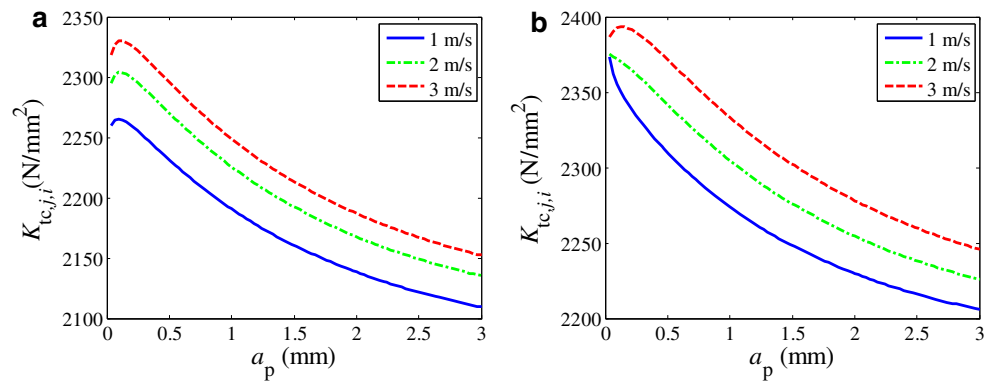 a
K_tc,j,i (N/mm²)
2350
2300
2250
2200
2150
2100
0 0.5 1 1.5 2 2.5 3
a_p (mm)
1 m/s
2 m/s
3 m/s
b
K_tc,j,i (N/mm²)
2400
2350
2300
2250
2200
0 0.5 1 1.5 2 2.5 3
a_p (mm)
1 m/s
2 m/s
3 m/s